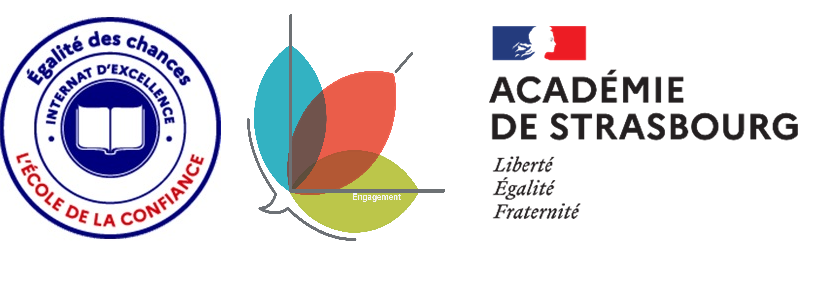 Égalité des chances
INTERNAT D'EXCELLENCE
L'ÉCOLE DE LA CONFIANCE
Engagement
ACADÉMIE
DE STRASBOURG
Liberté
Égalité
Fraternité